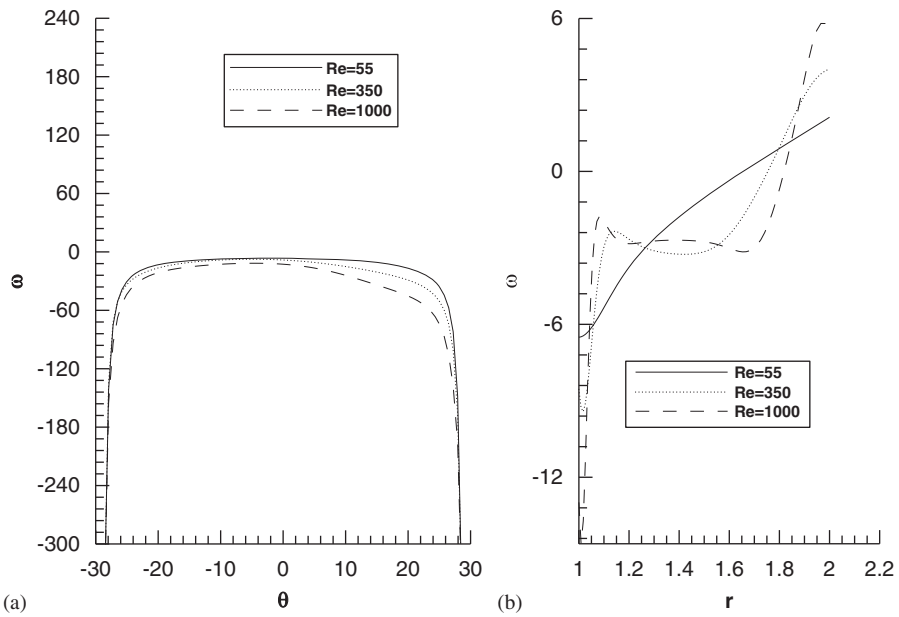 240
180
120
60
0
-60
-120
-180
-240
-300
ω
-30 -20 -10 0 10 20 30
θ
(a)
Re=55
Re=350
Re=1000
6
0
-6
-12
ω
1 1.2 1.4 1.6 1.8 2 2.2
r
(b)
Re=55
Re=350
Re=1000